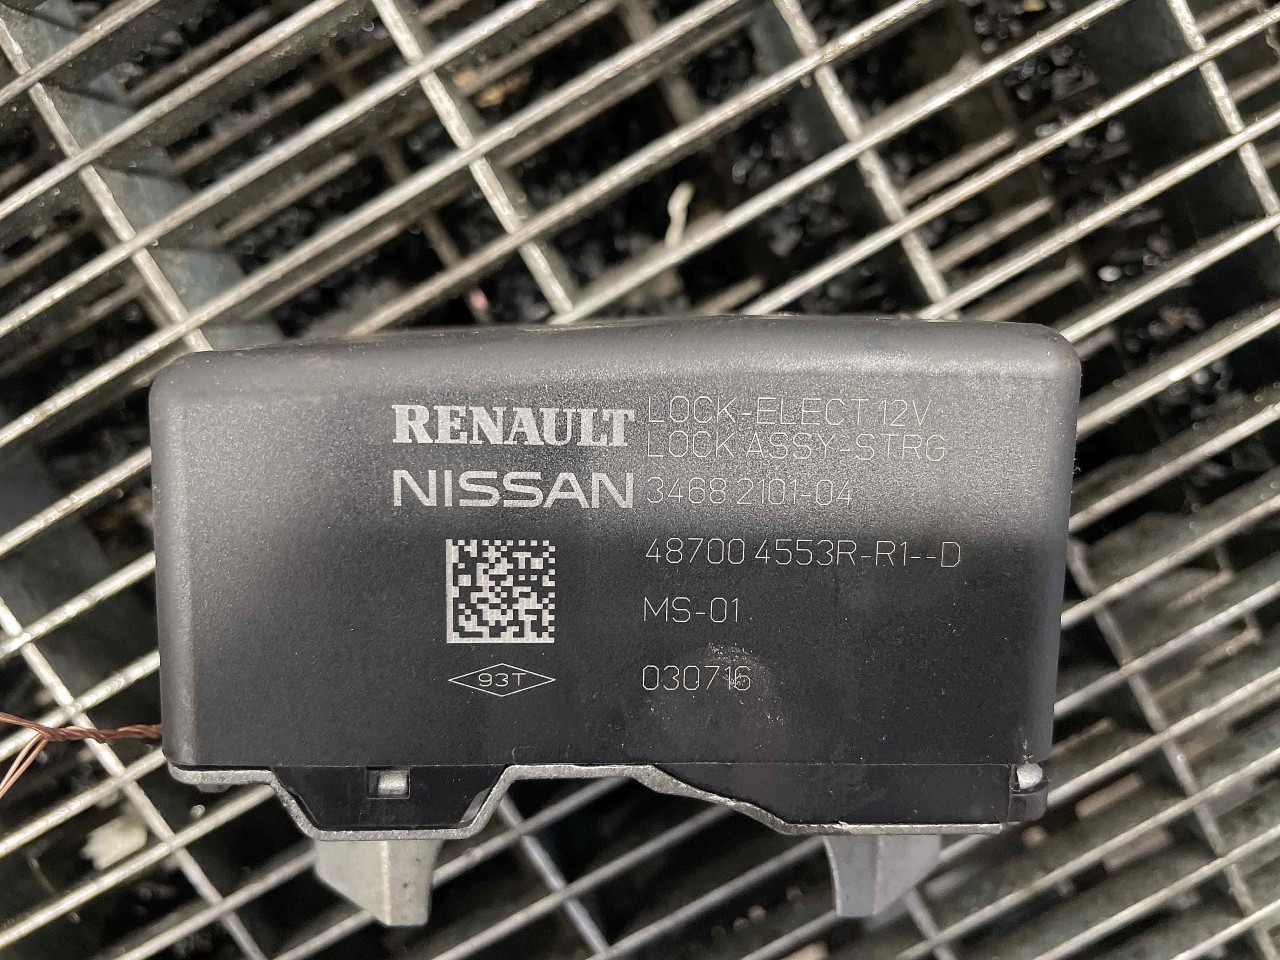 RENAULT LOCK-ELECT 12V
LOCK ASSY-STRG
NISSAN 3468 2101-04
48700 4553R-R1--D
MS-01
93T 030716